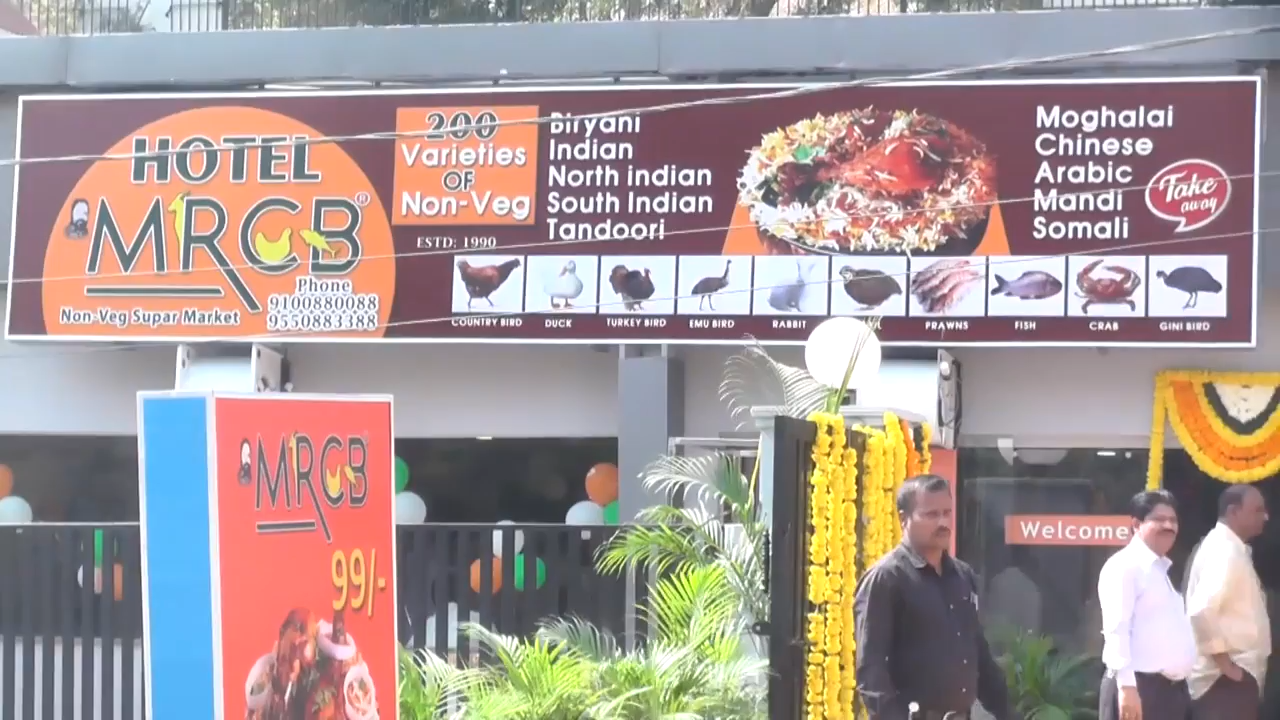 HOTEL
MRCB®
Non-Veg Supar Market
Phone
9100880088
9550883388
200
Varieties
OF
Non-Veg
ESTD: 1990
Biryani
Indian
North indian
South Indian
Tandoori
Moghalai
Chinese
Arabic
Mandi
Somali
Take
away
COUNTRY BIRD DUCK TURKEY BIRD EMU BIRD RABBIT PRAWNS FISH CRAB GINI BIRD
MRCB
99/-
Welcome